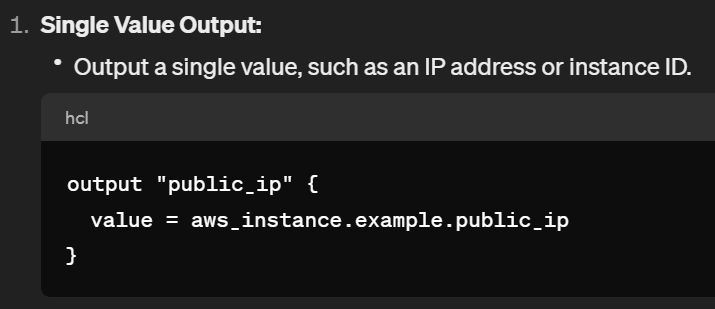 1. Single Value Output:
• Output a single value, such as an IP address or instance ID.
hcl
output "public_ip" {
  value = aws_instance.example.public_ip
}